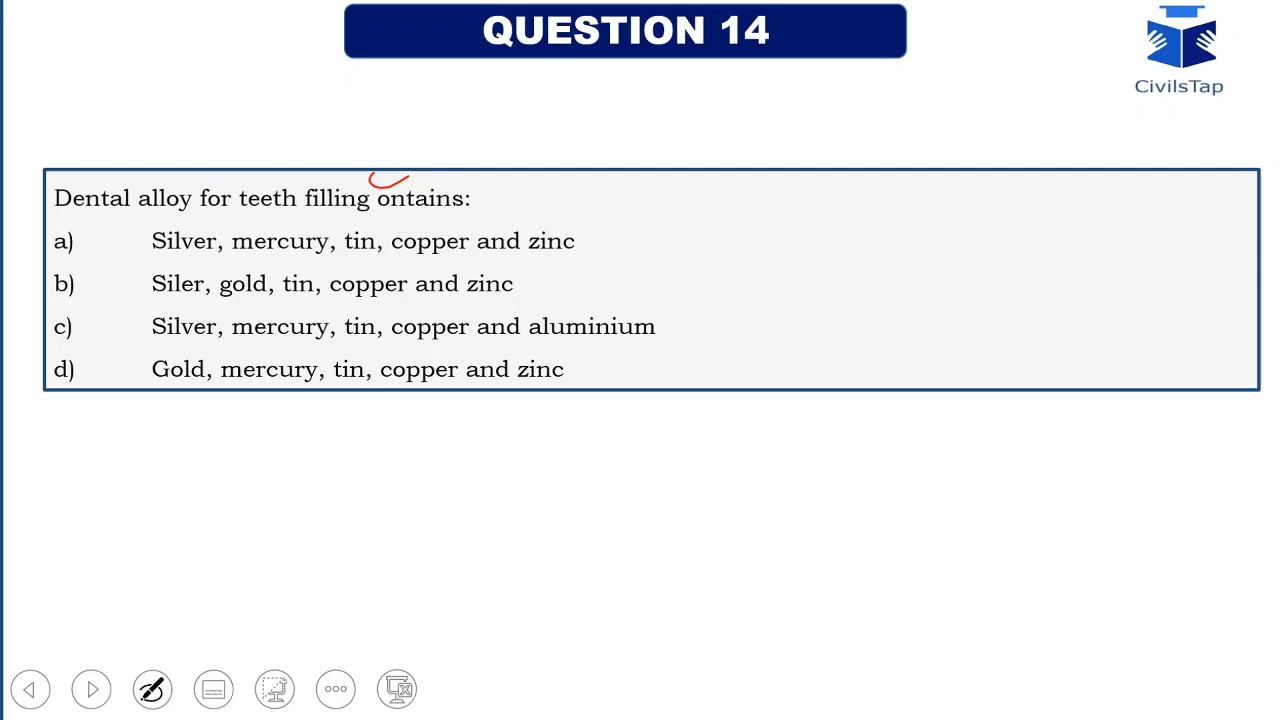 QUESTION 14
CivilsTap
Dental alloy for teeth filling ontains:
a) Silver, mercury, tin, copper and zinc
b) Siler, gold, tin, copper and zinc
c) Silver, mercury, tin, copper and aluminium
d) Gold, mercury, tin, copper and zinc